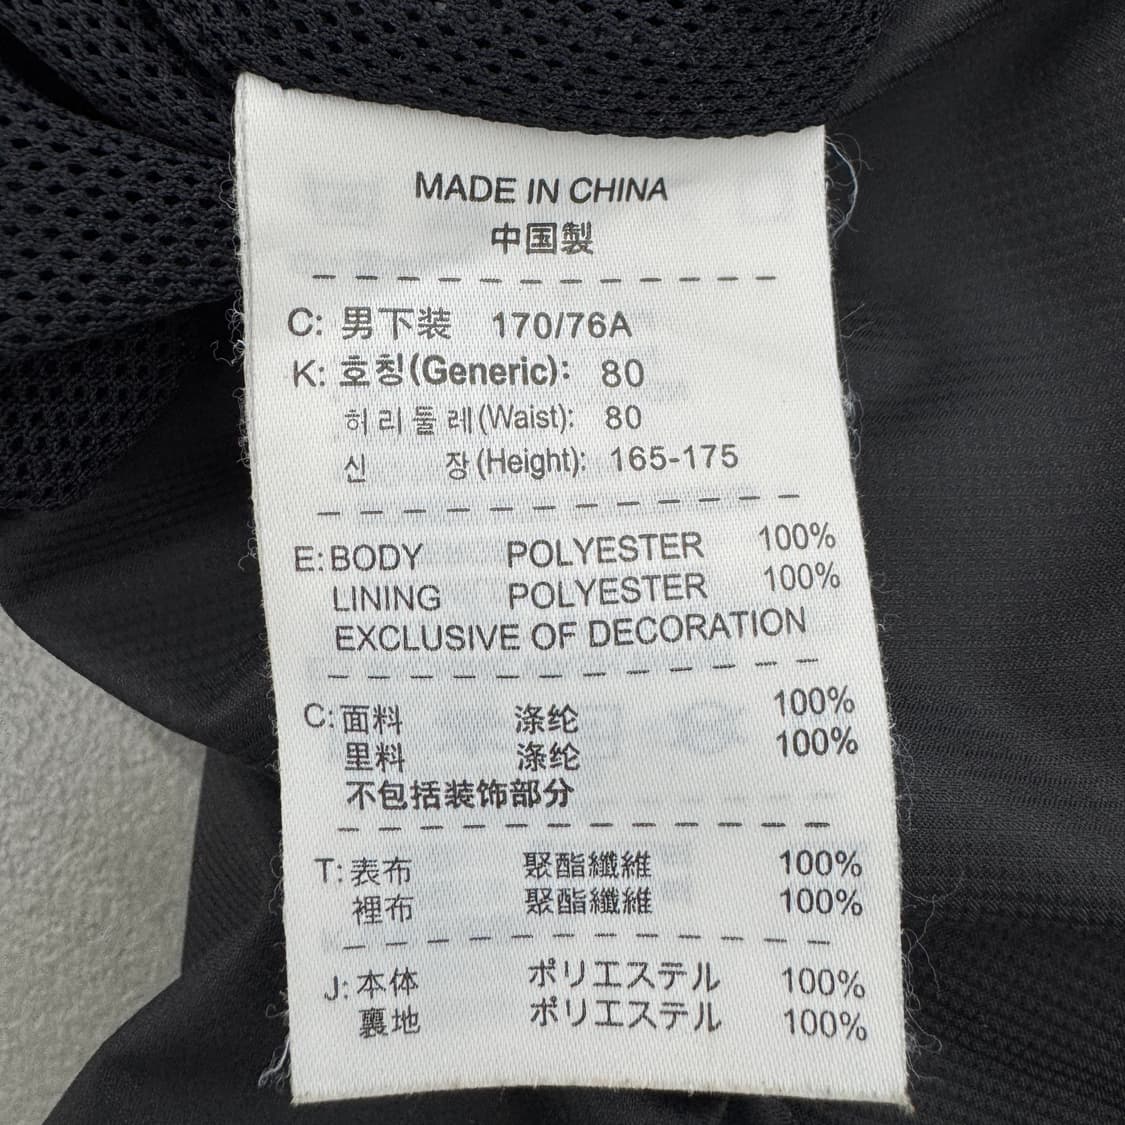 MADE IN CHINA
中国製
C: 男下装 170/76A
K: 호칭(Generic): 80
허리둘레(Waist): 80
신 장(Height): 165-175
E: BODY POLYESTER 100%
LINING POLYESTER 100%
EXCLUSIVE OF DECORATION
C: 面料 涤纶 100%
里料 涤纶 100%
不包括装饰部分
T: 表布 聚酯纖維 100%
裡布 聚酯纖維 100%
J: 本体 ポリエステル 100%
裏地 ポリエステル 100%